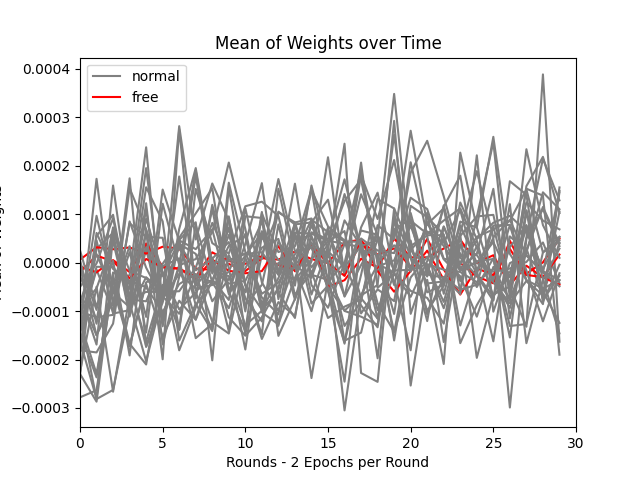 Mean of Weights over Time
normal
free
0.0004
0.0003
0.0002
0.0001
0.0000
−0.0001
−0.0002
−0.0003
0 5 10 15 20 25 30
Rounds - 2 Epochs per Round